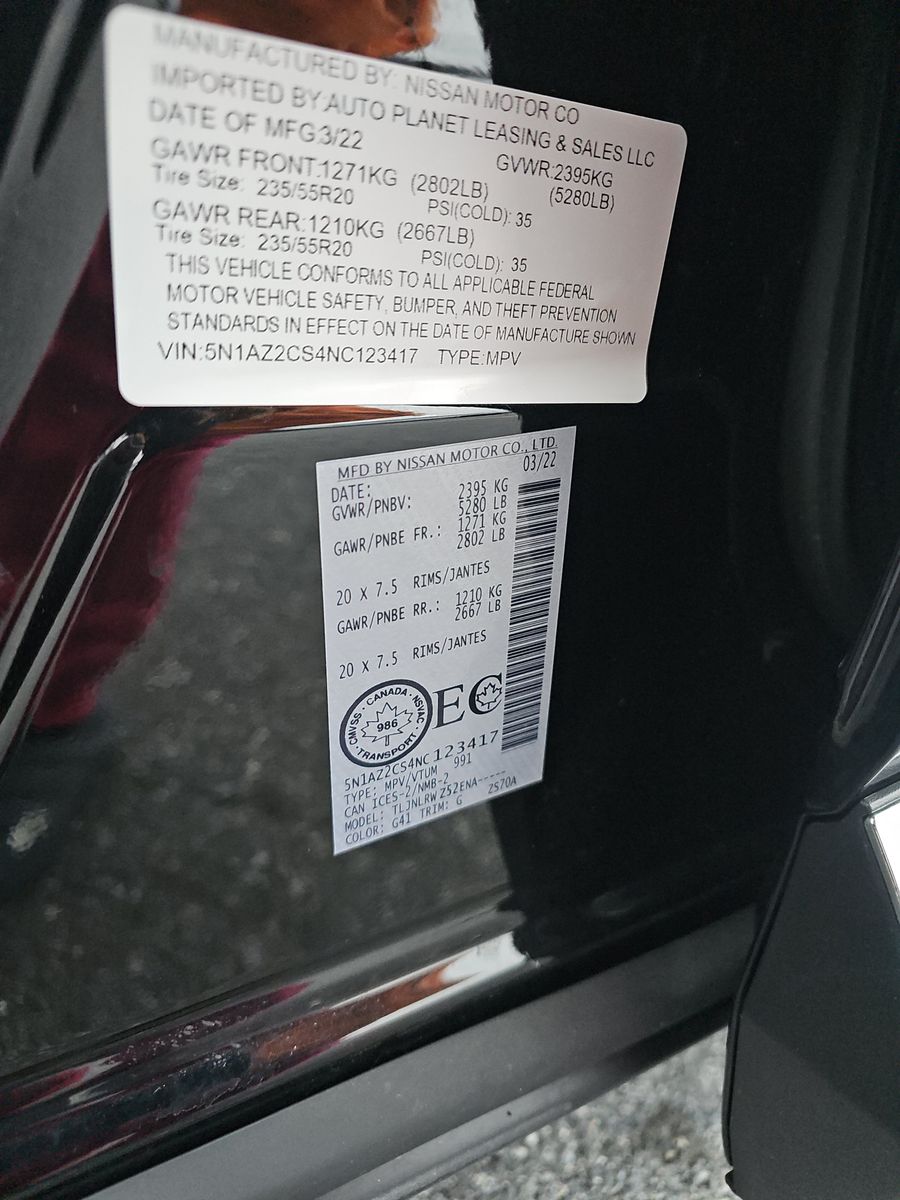 MANUFACTURED BY: NISSAN MOTOR CO
IMPORTED BY:AUTO PLANET LEASING & SALES LLC
DATE OF MFG:3/22 GVWR:2395KG
GAWR FRONT:1271KG (2802LB) (5280LB)
Tire Size: 235/55R20 PSI(COLD): 35
GAWR REAR:1210KG (2667LB)
Tire Size: 235/55R20 PSI(COLD): 35
THIS VEHICLE CONFORMS TO ALL APPLICABLE FEDERAL
MOTOR VEHICLE SAFETY, BUMPER, AND THEFT PREVENTION
STANDARDS IN EFFECT ON THE DATE OF MANUFACTURE SHOWN
VIN:5N1AZ2CS4NC123417 TYPE:MPV
MFD BY NISSAN MOTOR CO., LTD.
DATE: 03/22
GVWR/PNBV: 2395 KG
5280 LB
GAWR/PNBE FR.: 1271 KG
2802 LB
20 X 7.5 RIMS/JANTES
GAWR/PNBE RR.: 1210 KG
2667 LB
20 X 7.5 RIMS/JANTES
CMVSS · CANADA · NSVAC · TRANSPORT ·
986
EC
5N1AZ2CS4NC123417
TYPE: MPV/VTUM 991
CAN ICES-2/NMB-2
MODEL: TLJNLRW Z52ENA-----
COLOR: G41 TRIM: G 2S70A